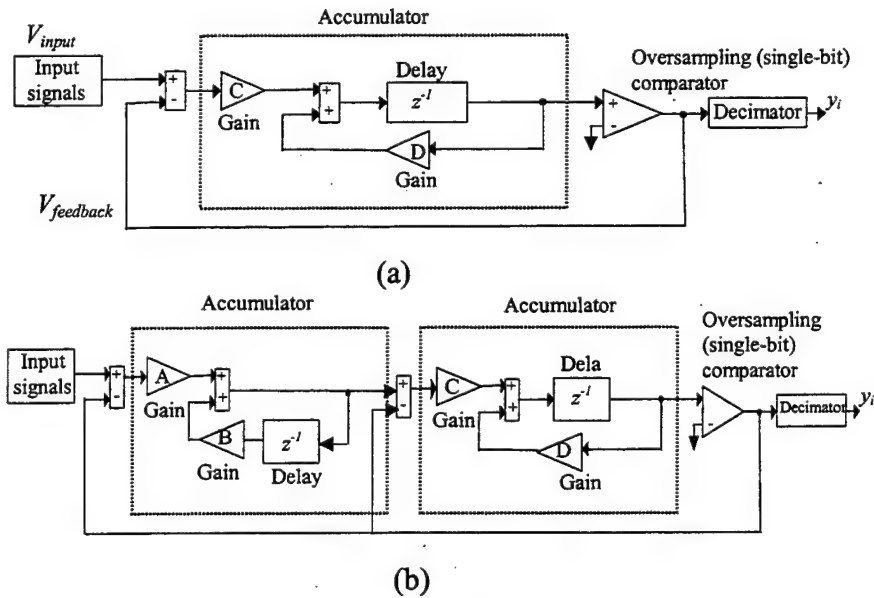 Accumulator
V_input
Input
signals
+
-
C
Gain
+
+
Delay
z^-1
D
Gain
Oversampling (single-bit)
comparator
+
-
Decimator
y_i
V_feedback
(a)
Accumulator
Accumulator
Oversampling
(single-bit)
comparator
Input
signals
+
-
A
Gain
+
+
B
Gain
z^-1
Delay
+
-
C
Gain
+
+
Dela
z^-1
D
Gain
-
Decimator
y_i
(b)